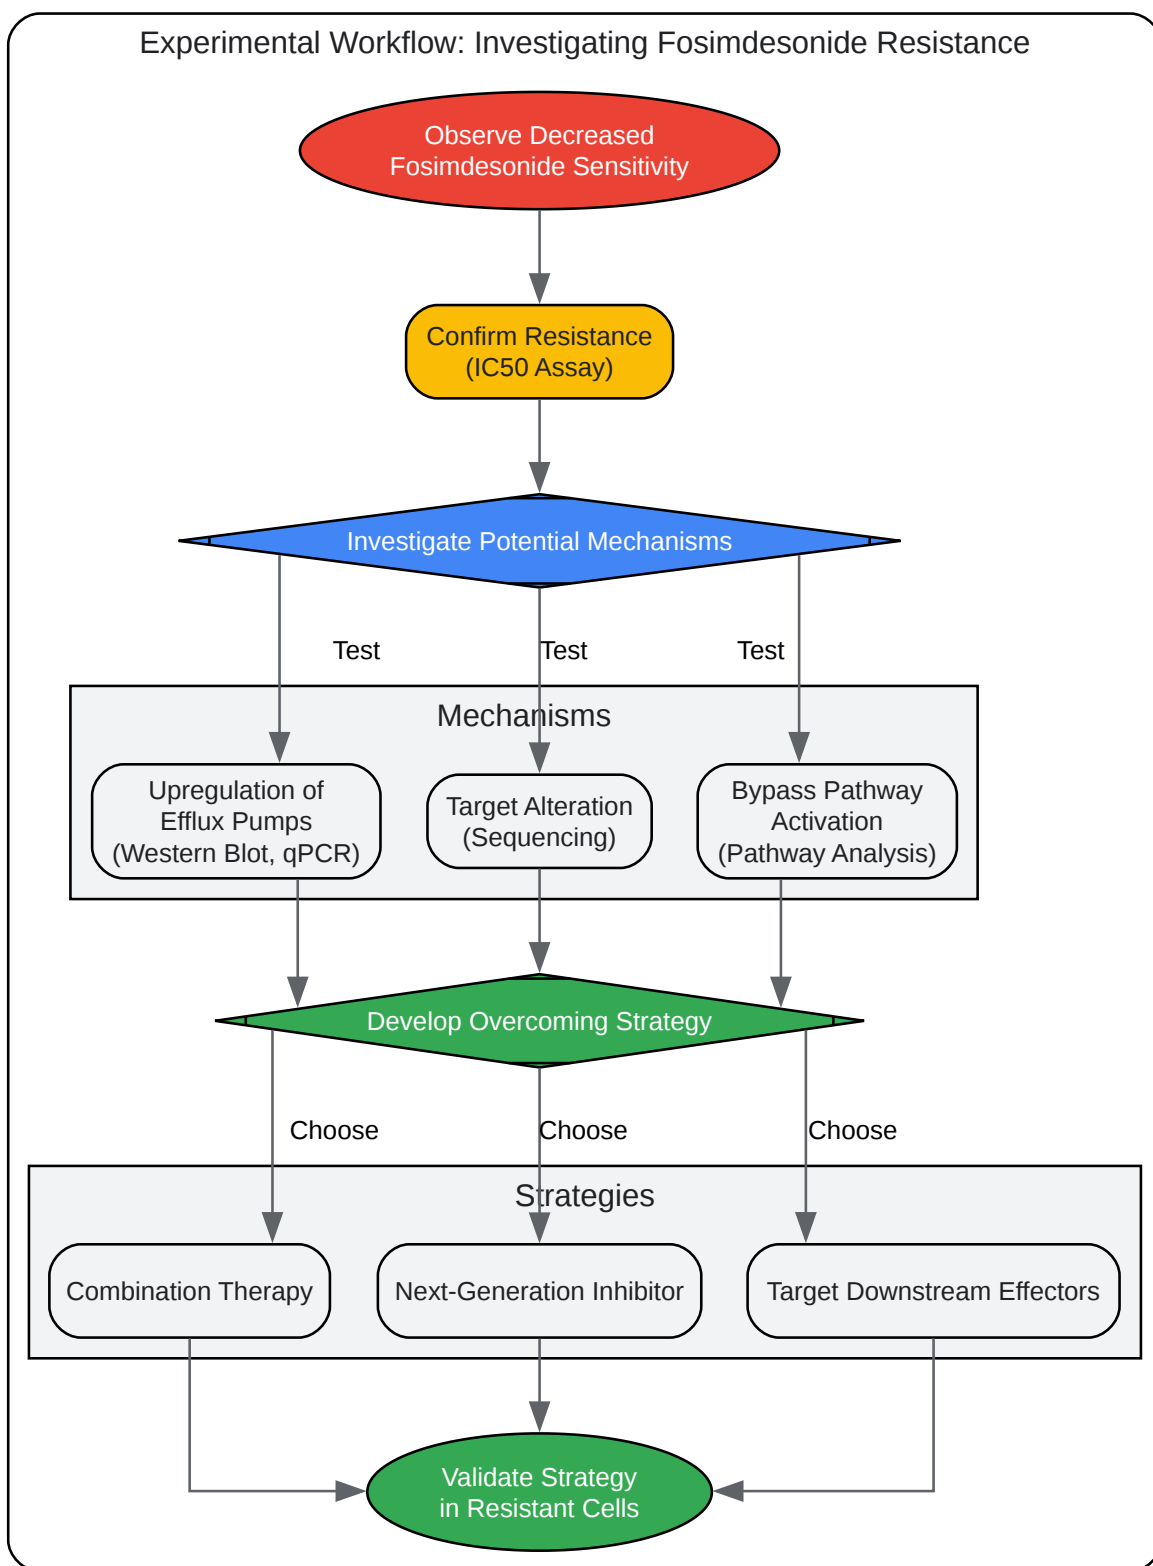 Experimental Workflow: Investigating Fosimdesonide Resistance
Observe Decreased
Fosimdesonide Sensitivity
Confirm Resistance
(IC50 Assay)
Investigate Potential Mechanisms
Test
Test
Test
Mechanisms
Upregulation of
Efflux Pumps
(Western Blot, qPCR)
Target Alteration
(Sequencing)
Bypass Pathway
Activation
(Pathway Analysis)
Develop Overcoming Strategy
Choose
Choose
Choose
Strategies
Combination Therapy
Next-Generation Inhibitor
Target Downstream Effectors
Validate Strategy
in Resistant Cells